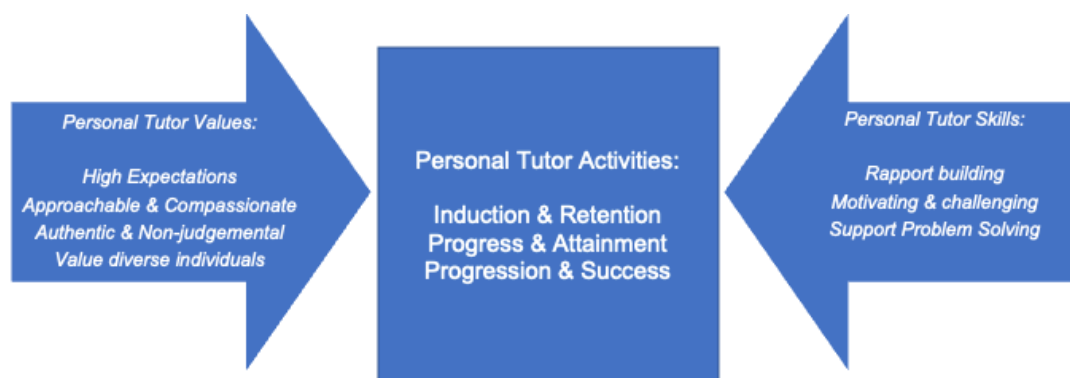 Personal Tutor Values:
High Expectations
Approachable & Compassionate
Authentic & Non-judgemental
Value diverse individuals
Personal Tutor Activities:
Induction & Retention
Progress & Attainment
Progression & Success
Personal Tutor Skills:
Rapport building
Motivating & challenging
Support Problem Solving